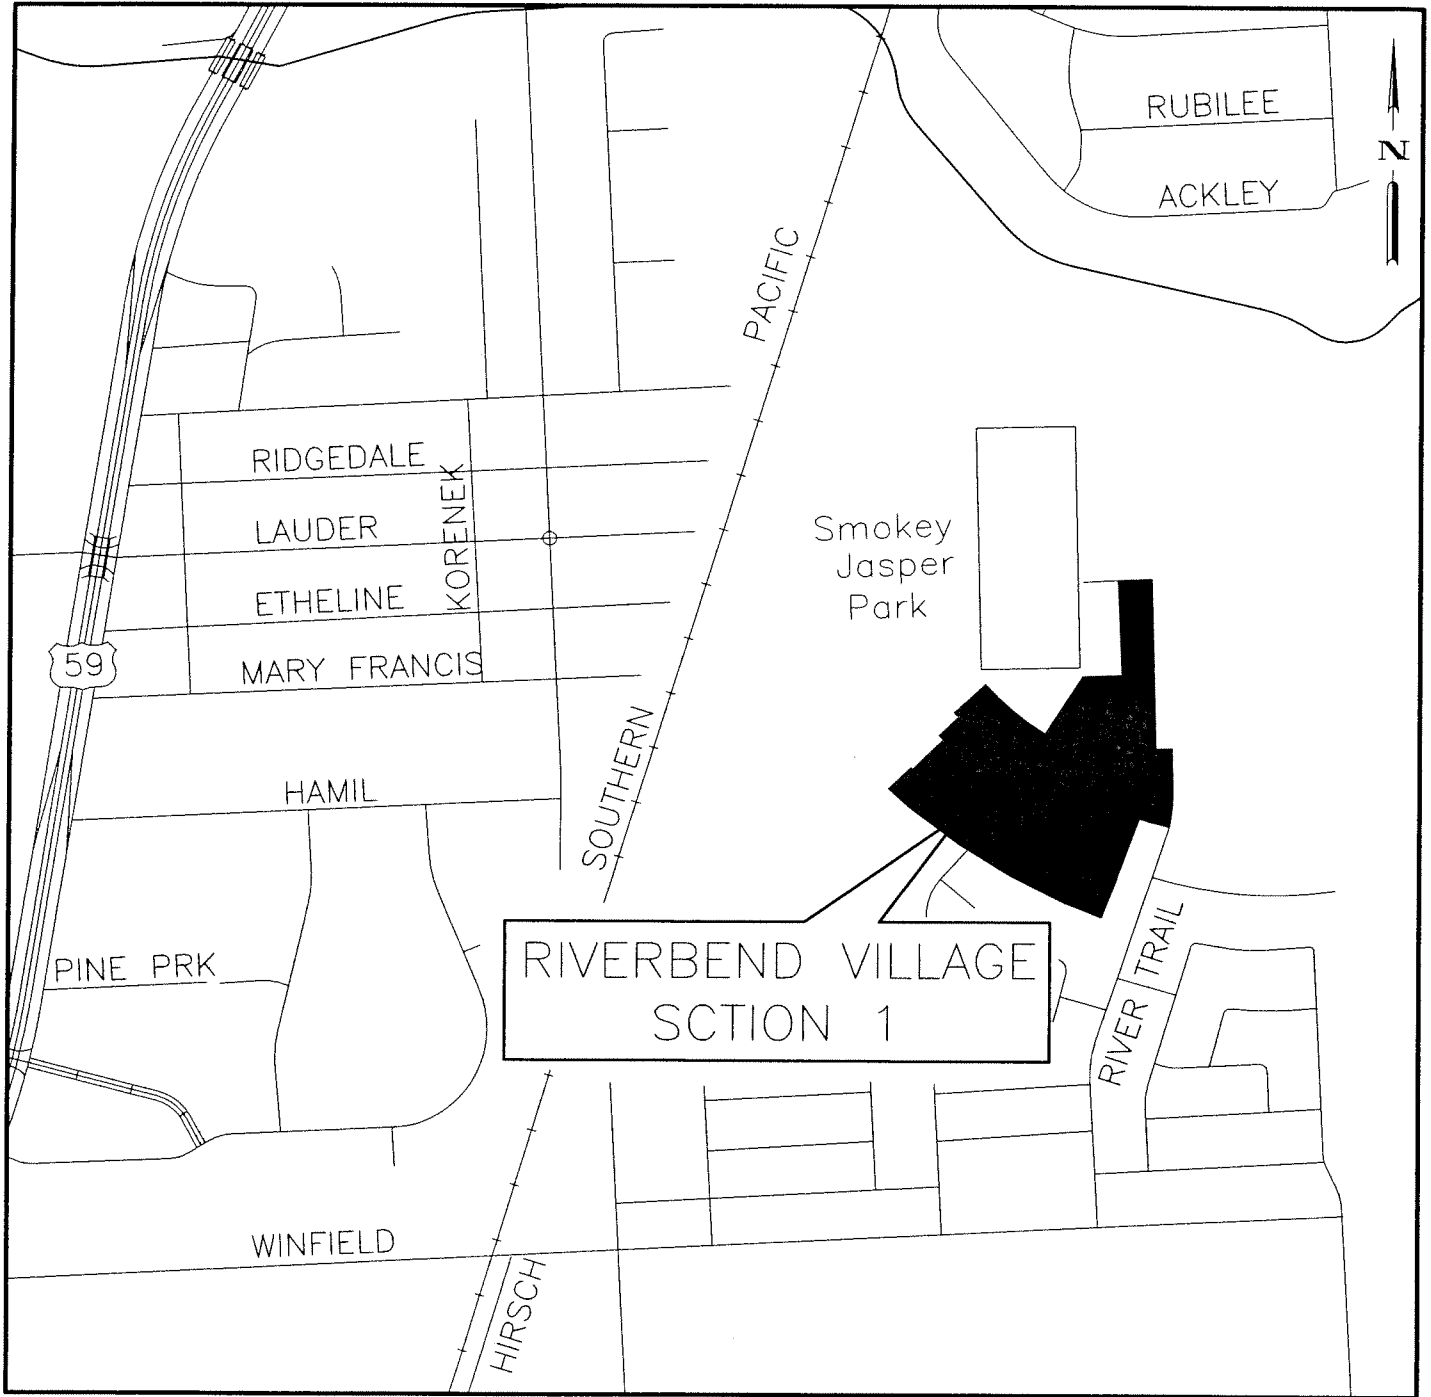 RUBILEE
N
ACKLEY
PACIFIC
RIDGEDALE
KORENEK
LAUDER
Smokey
Jasper
Park
ETHELINE
59
MARY FRANCIS
SOUTHERN
HAMIL
RIVERBEND VILLAGE
SCTION 1
RIVER TRAIL
PINE PRK
WINFIELD
HIRSCH